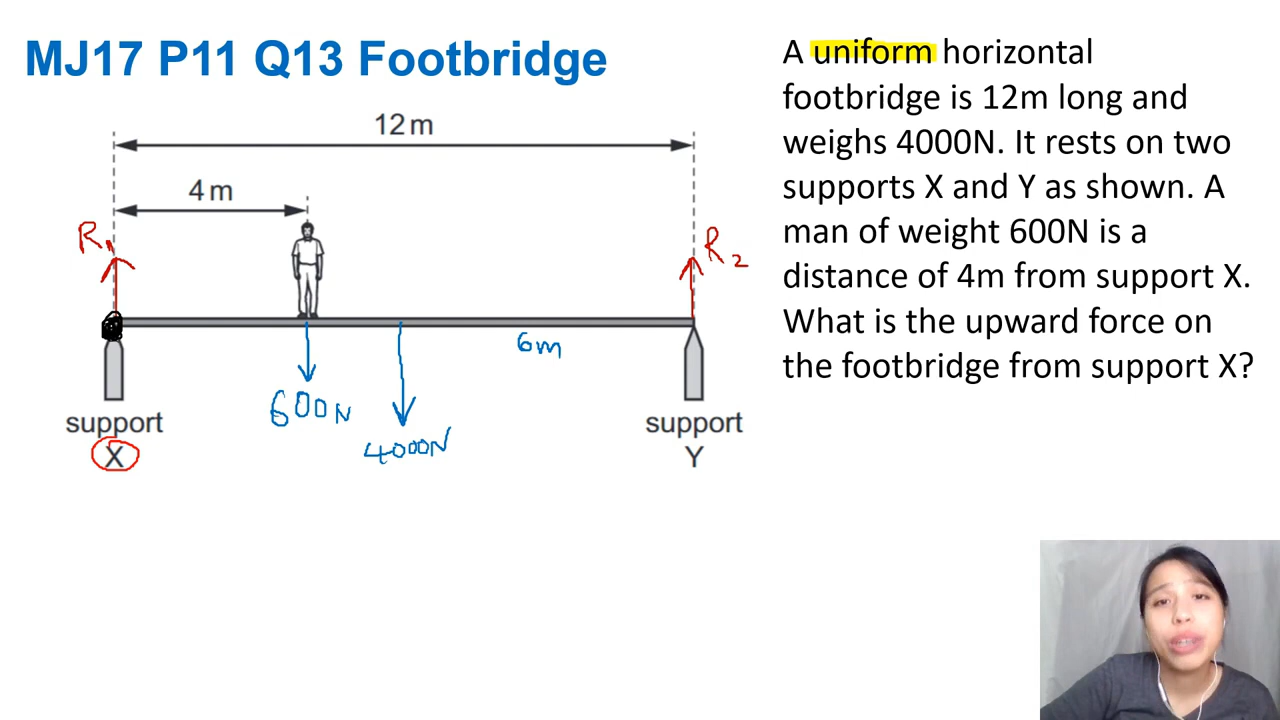 MJ17 P11 Q13 Footbridge
A uniform horizontal
footbridge is 12m long and
weighs 4000N. It rests on two
supports X and Y as shown. A
man of weight 600N is a
distance of 4m from support X.
What is the upward force on
the footbridge from support X?
12 m
4 m
R1
R2
6m
600N
4000N
support
X
support
Y